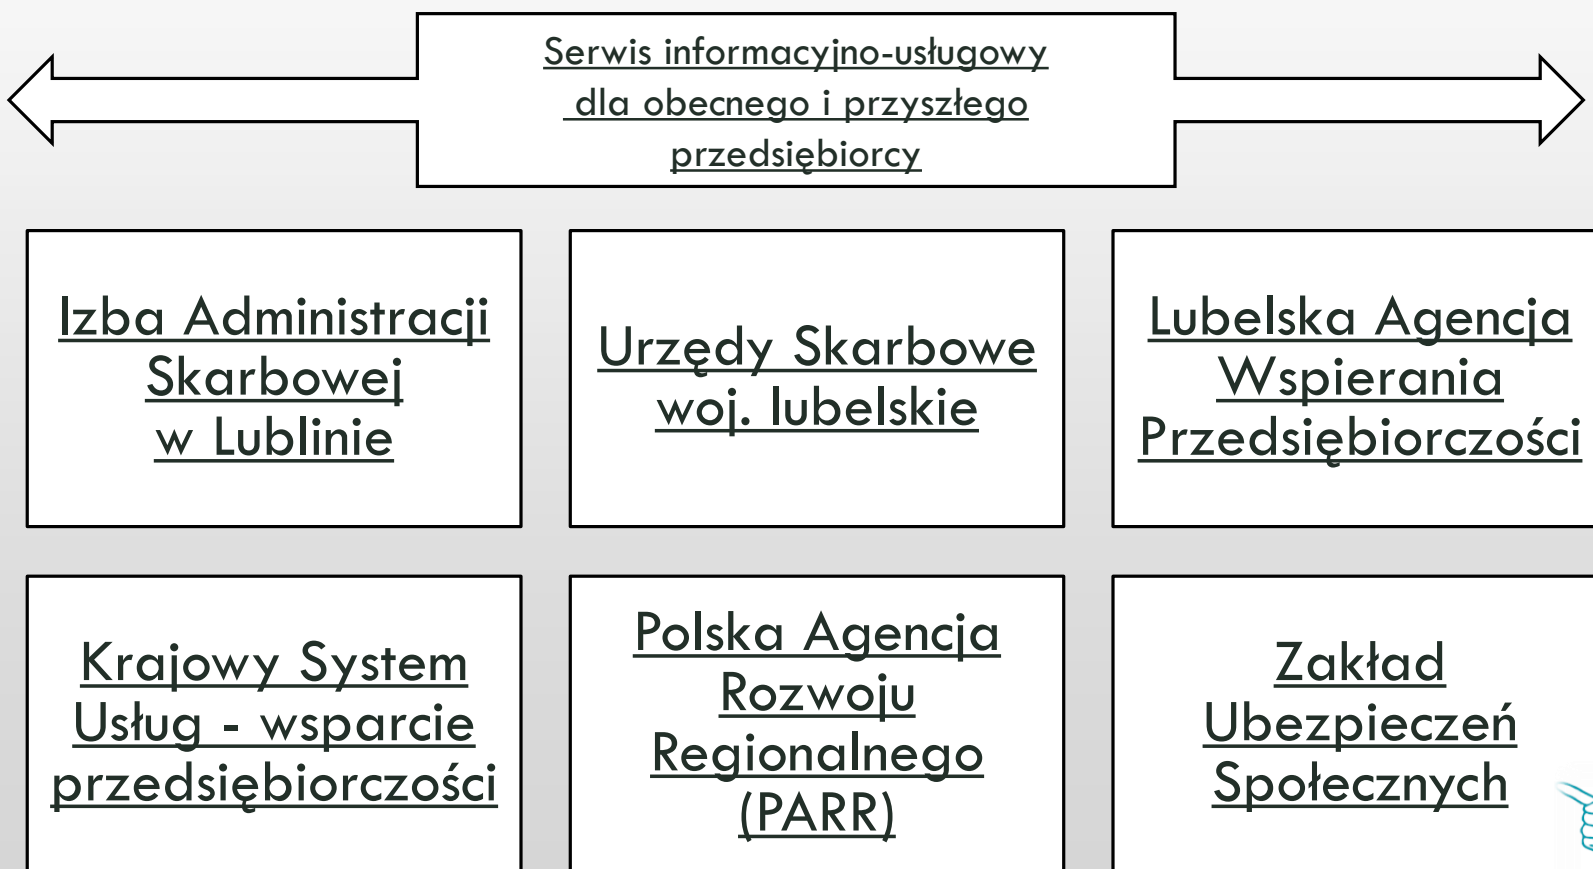 Serwis informacyjno-usługowy
dla obecnego i przyszłego
przedsiębiorcy
Izba Administracji
Skarbowej
w Lublinie
Urzędy Skarbowe
woj. lubelskie
Lubelska Agencja
Wspierania
Przedsiębiorczości
Krajowy System
Usług - wsparcie
przedsiębiorczości
Polska Agencja
Rozwoju
Regionalnego
(PARR)
Zakład
Ubezpieczeń
Społecznych